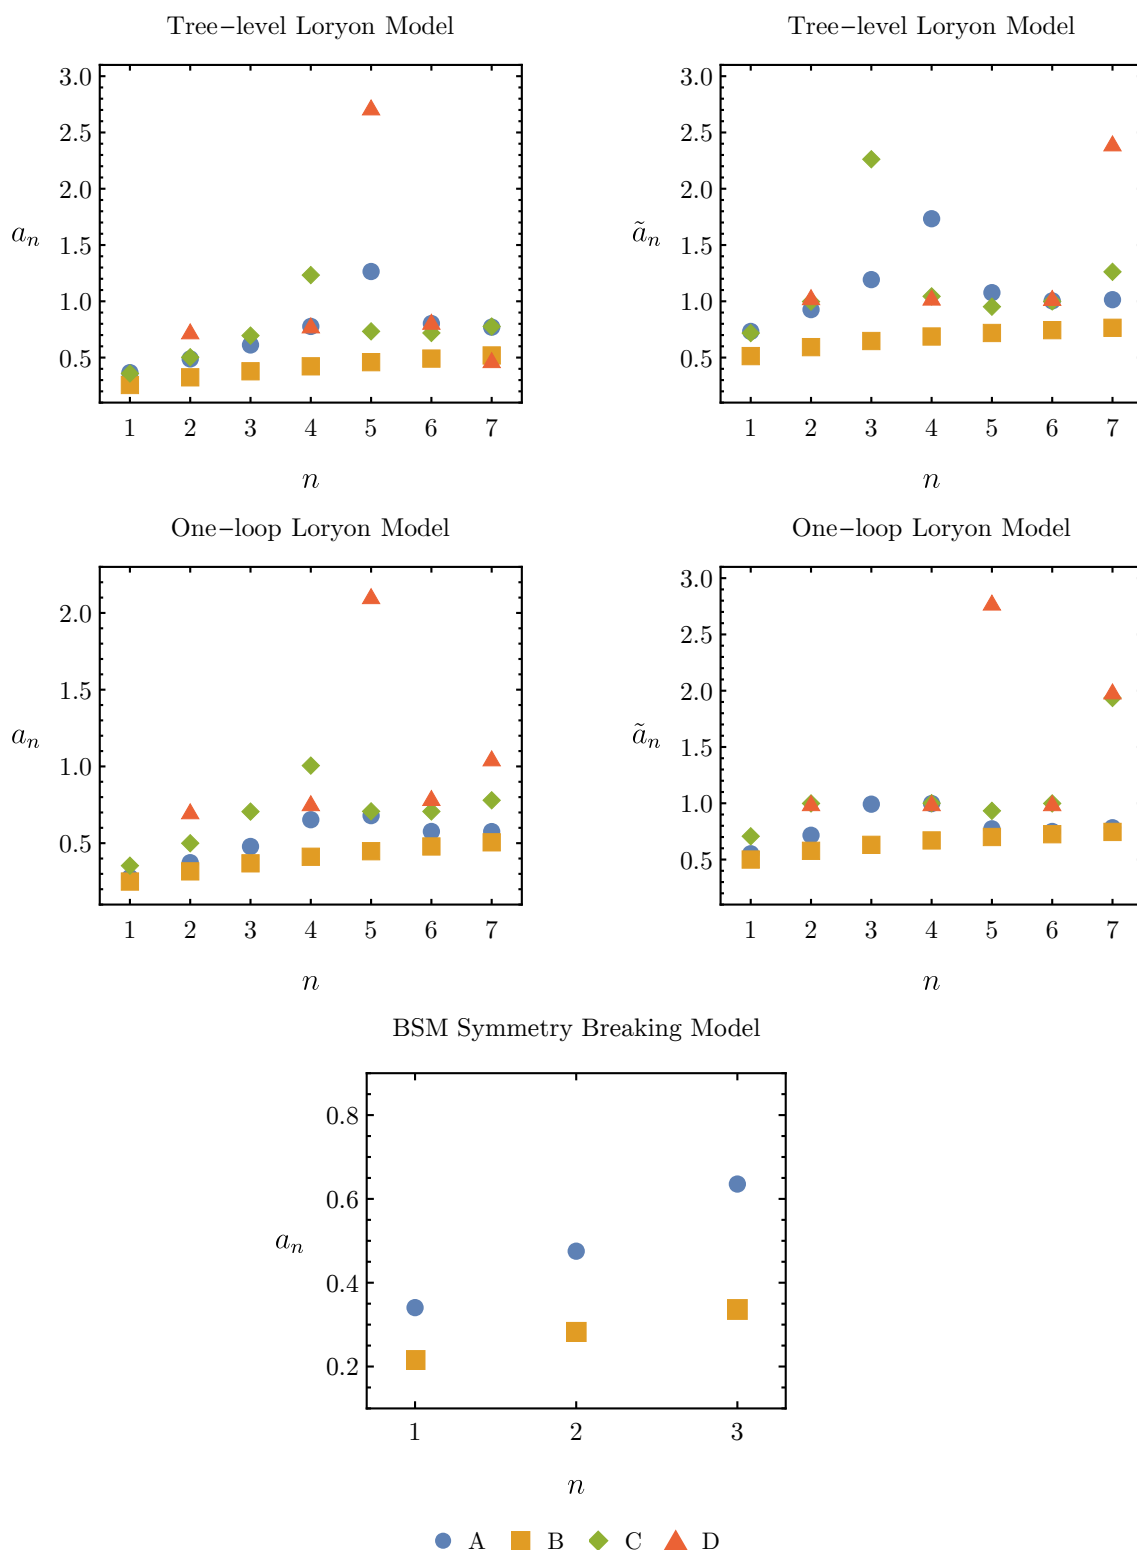 Tree−level Loryon Model
3.0
2.5
2.0
1.5
1.0
0.5
a_n
1 2 3 4 5 6 7
n
Tree−level Loryon Model
3.0
2.5
2.0
1.5
1.0
0.5
ã_n
1 2 3 4 5 6 7
n
One−loop Loryon Model
2.0
1.5
1.0
0.5
a_n
1 2 3 4 5 6 7
n
One−loop Loryon Model
3.0
2.5
2.0
1.5
1.0
0.5
ã_n
1 2 3 4 5 6 7
n
BSM Symmetry Breaking Model
0.8
0.6
0.4
0.2
a_n
1 2 3
n
A B C D